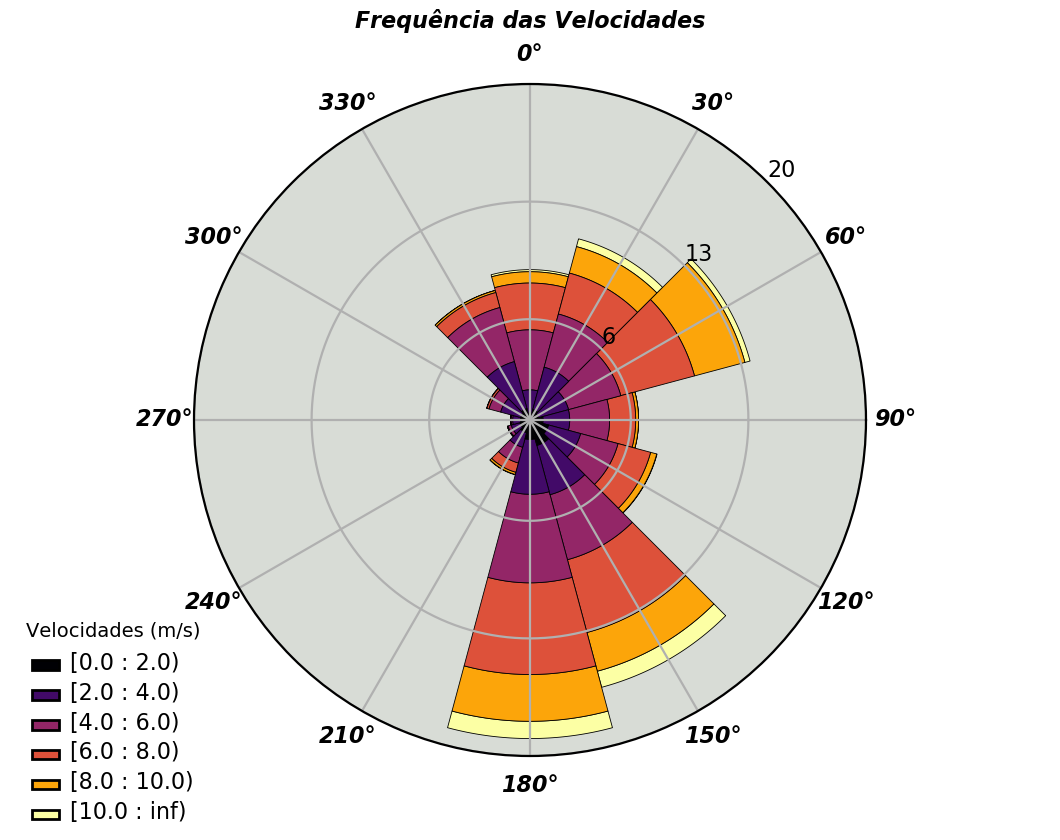 Frequência das Velocidades
0°
330°
30°
20
300°
60°
13
6
270°
90°
240°
120°
210°
150°
180°
Velocidades (m/s)
[0.0 : 2.0)
[2.0 : 4.0)
[4.0 : 6.0)
[6.0 : 8.0)
[8.0 : 10.0)
[10.0 : inf)